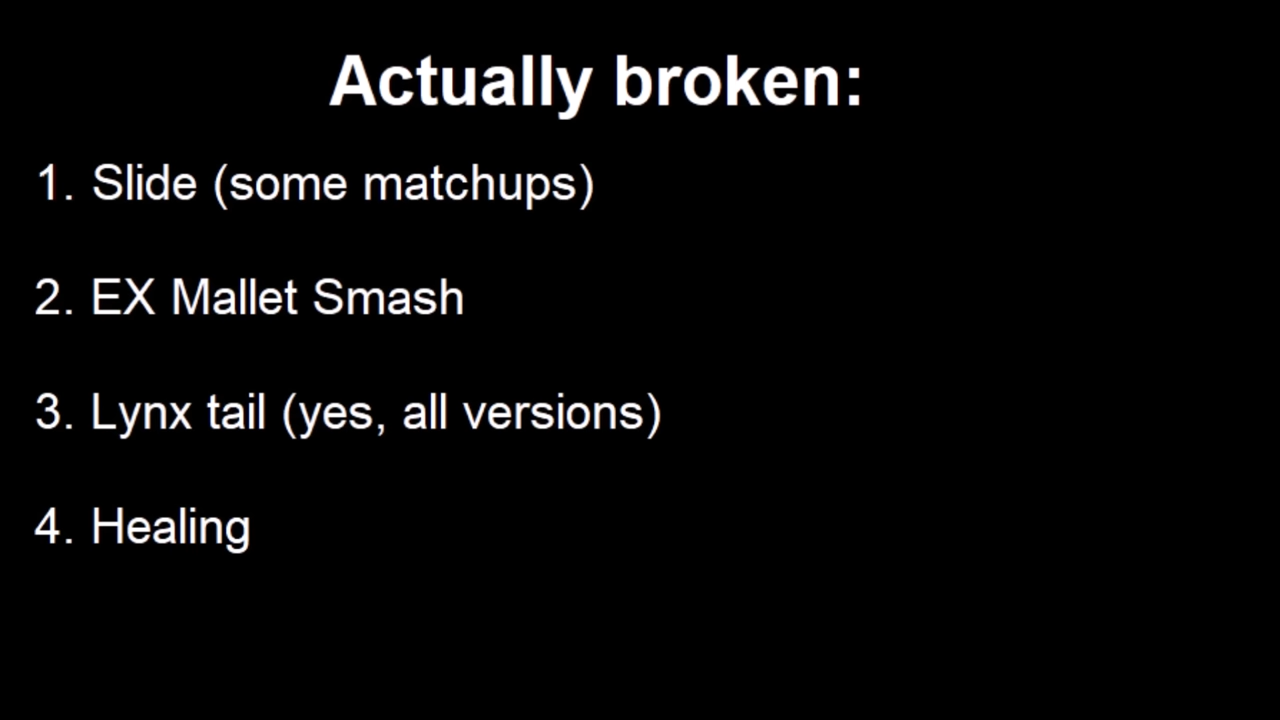 Actually broken:
1. Slide (some matchups)
2. EX Mallet Smash
3. Lynx tail (yes, all versions)
4. Healing